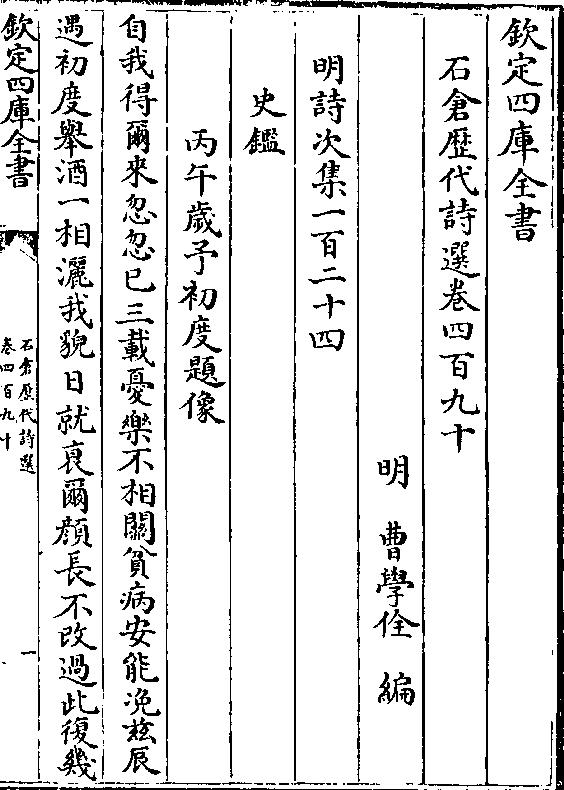 欽定四庫全書
石倉歷代詩選卷四百九十
明 曹學佺 編
明詩次集一百二十四
史鑑
丙午歲予初度題像
自我得爾來忽忽已三載憂樂不相關貧病安能浼兹辰
遇初度舉酒一相灑我貌日就衰爾顔長不改過此復幾
欽定四庫全書
石倉歷代詩選
卷四百九十
一